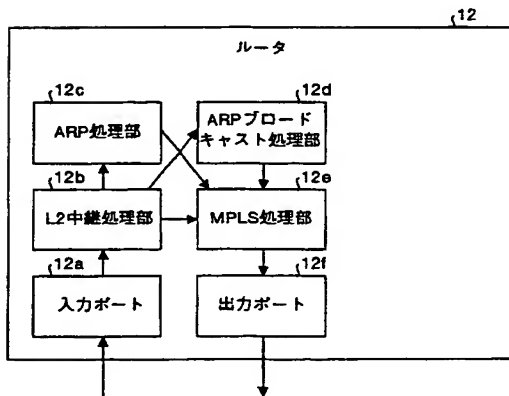 12
ルータ
12c
ARP処理部
12d
ARPブロード
キャスト処理部
12b
L2中継処理部
12e
MPLS処理部
12a
入力ポート
12f
出力ポート